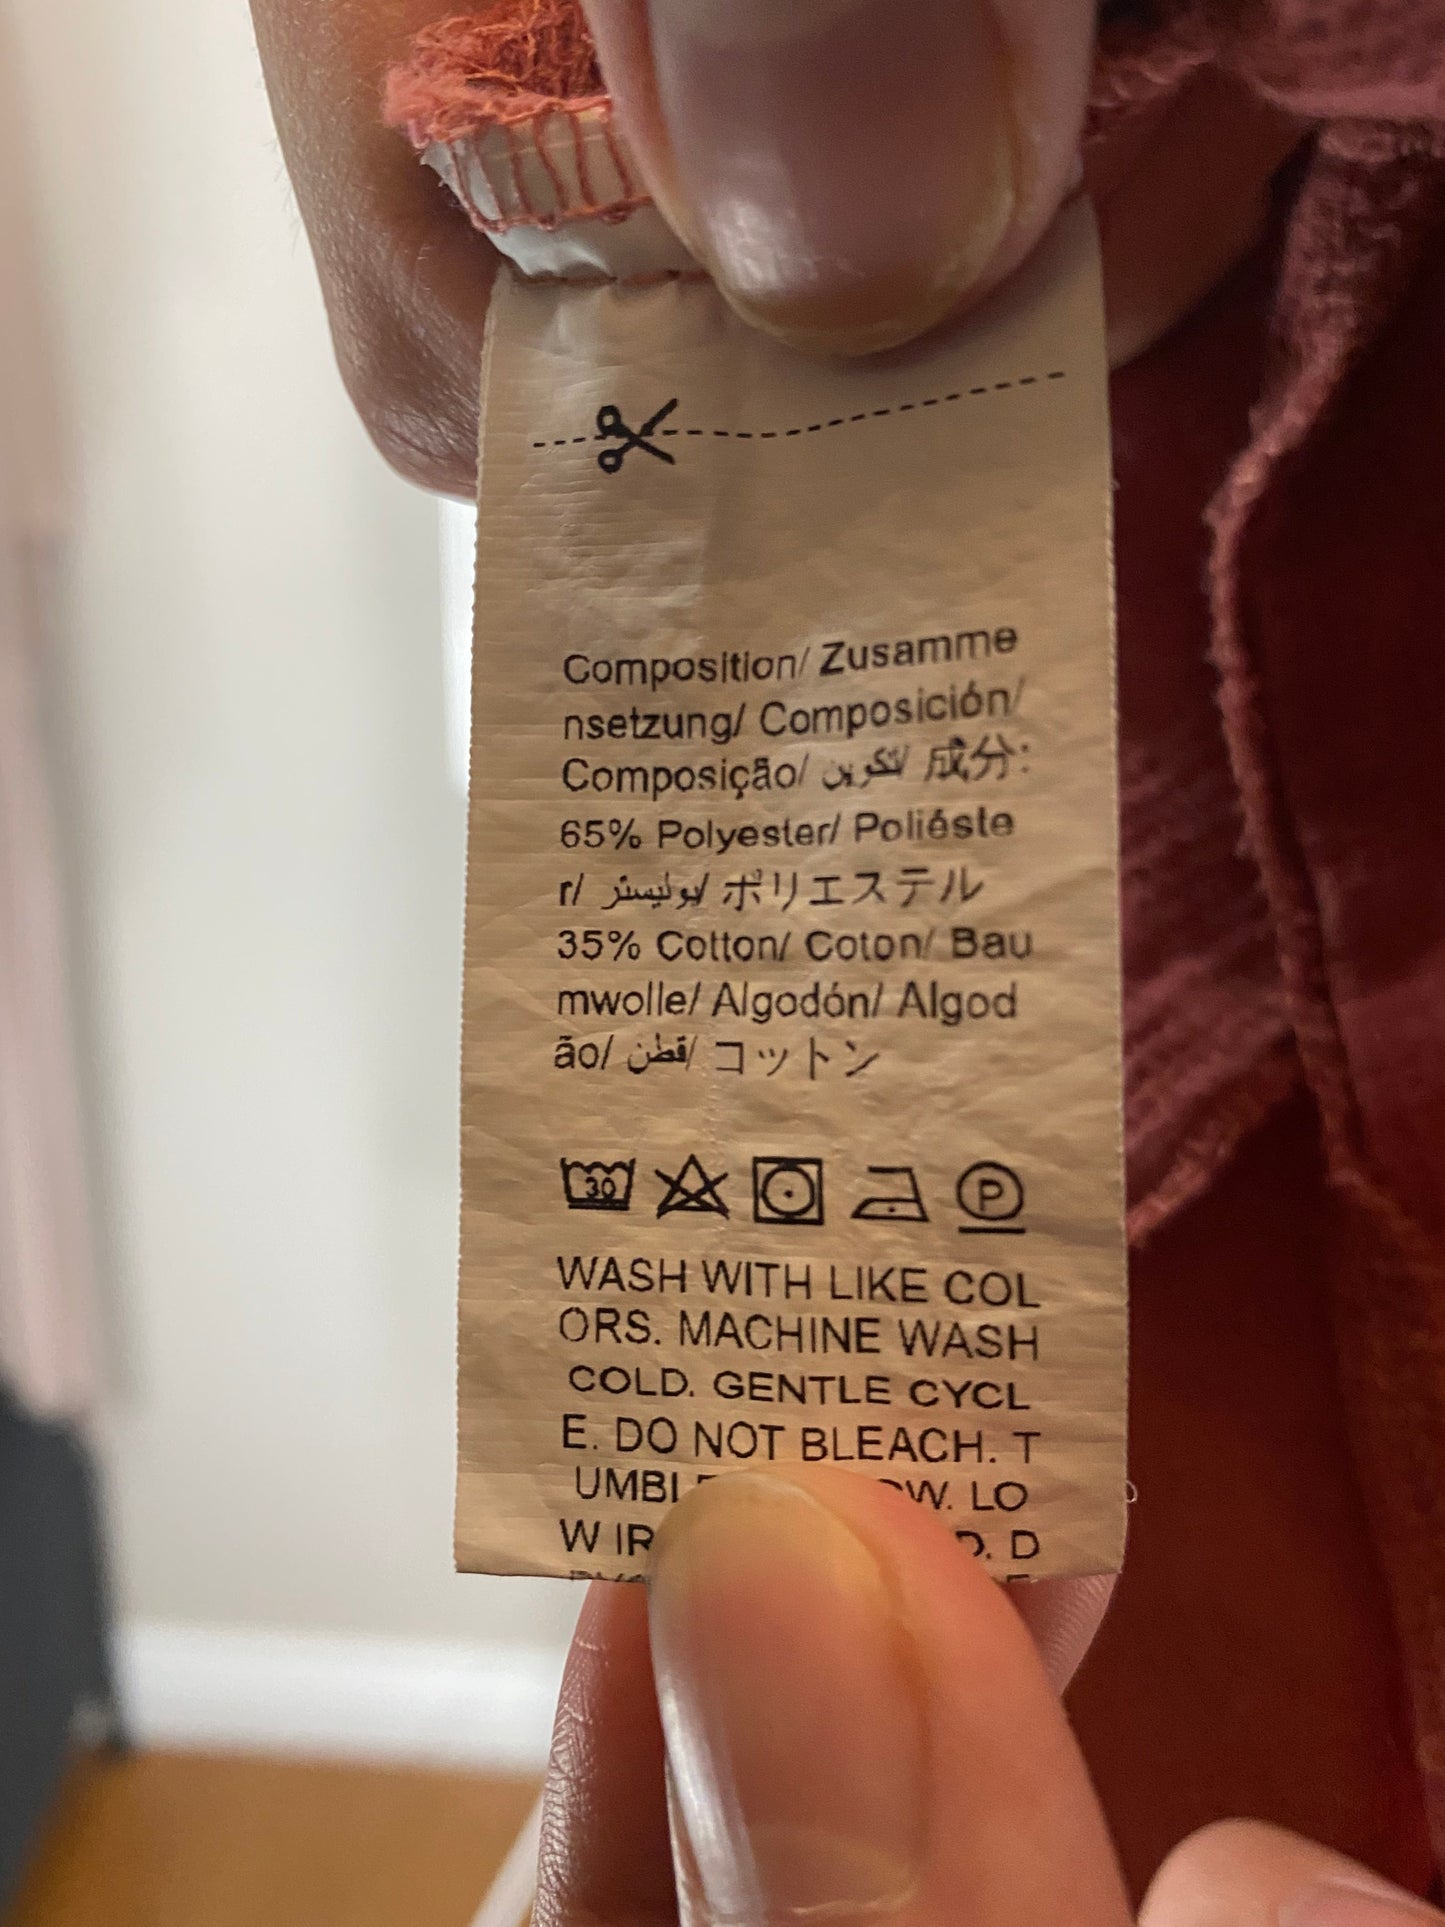 Composition/ Zusamme
nsetzung/ Composición/
Composição/ تكوين/ 成分:
65% Polyester/ Poliéste
r/ بوليستر/ ポリエステル
35% Cotton/ Coton/ Bau
mwolle/ Algodón/ Algod
ão/ قطن/ コットン
30 P
WASH WITH LIKE COL
ORS. MACHINE WASH
COLD. GENTLE CYCL
E. DO NOT BLEACH. T
UMBL LOW. LO
W IR D. D